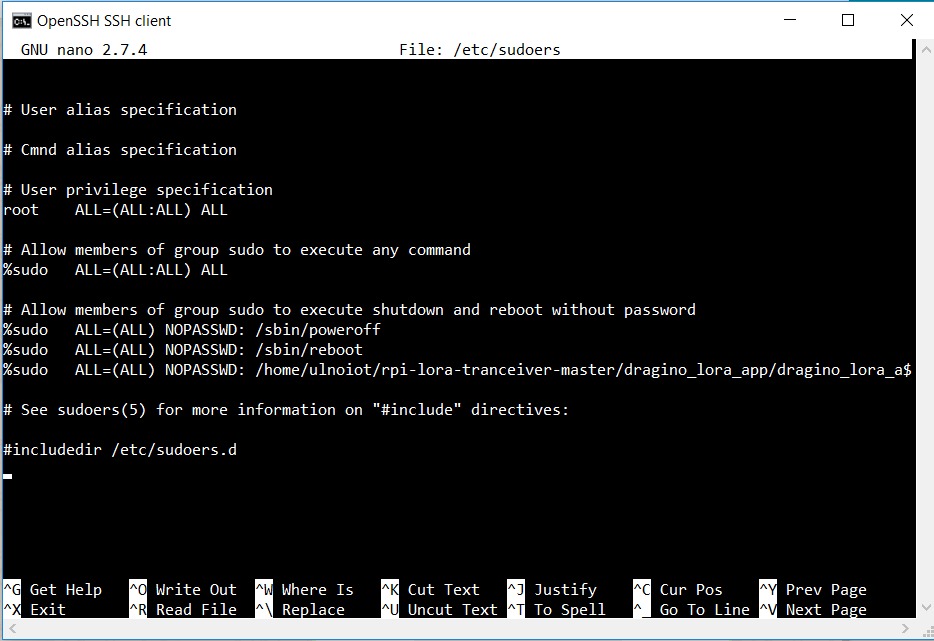 OpenSSH SSH client
GNU nano 2.7.4 File: /etc/sudoers
# User alias specification
# Cmnd alias specification
# User privilege specification
root ALL=(ALL:ALL) ALL
# Allow members of group sudo to execute any command
%sudo ALL=(ALL:ALL) ALL
# Allow members of group sudo to execute shutdown and reboot without password
%sudo ALL=(ALL) NOPASSWD: /sbin/poweroff
%sudo ALL=(ALL) NOPASSWD: /sbin/reboot
%sudo ALL=(ALL) NOPASSWD: /home/ulnoiot/rpi-lora-tranceiver-master/dragino_lora_app/dragino_lora_a$
# See sudoers(5) for more information on "#include" directives:
#includedir /etc/sudoers.d
^G Get Help ^O Write Out ^W Where Is ^K Cut Text ^J Justify ^C Cur Pos ^Y Prev Page
^X Exit ^R Read File ^\ Replace ^U Uncut Text ^T To Spell ^_ Go To Line ^V Next Page